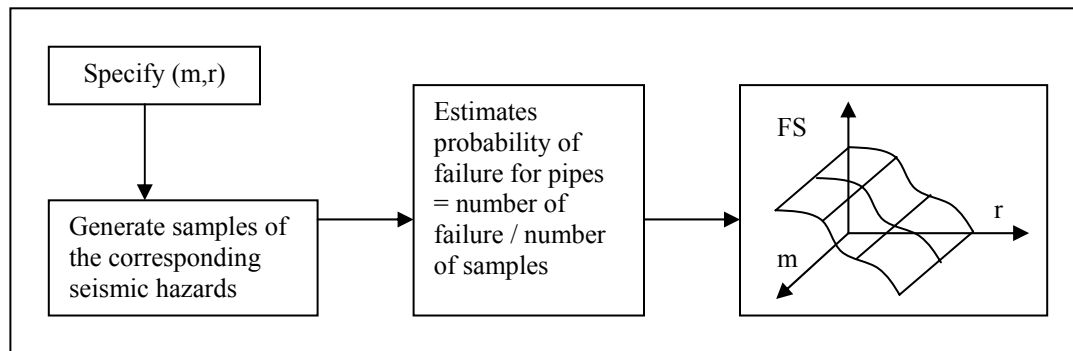 Specify (m,r)
Generate samples of
the corresponding
seismic hazards
Estimates
probability of
failure for pipes
= number of
failure / number
of samples
FS
r
m